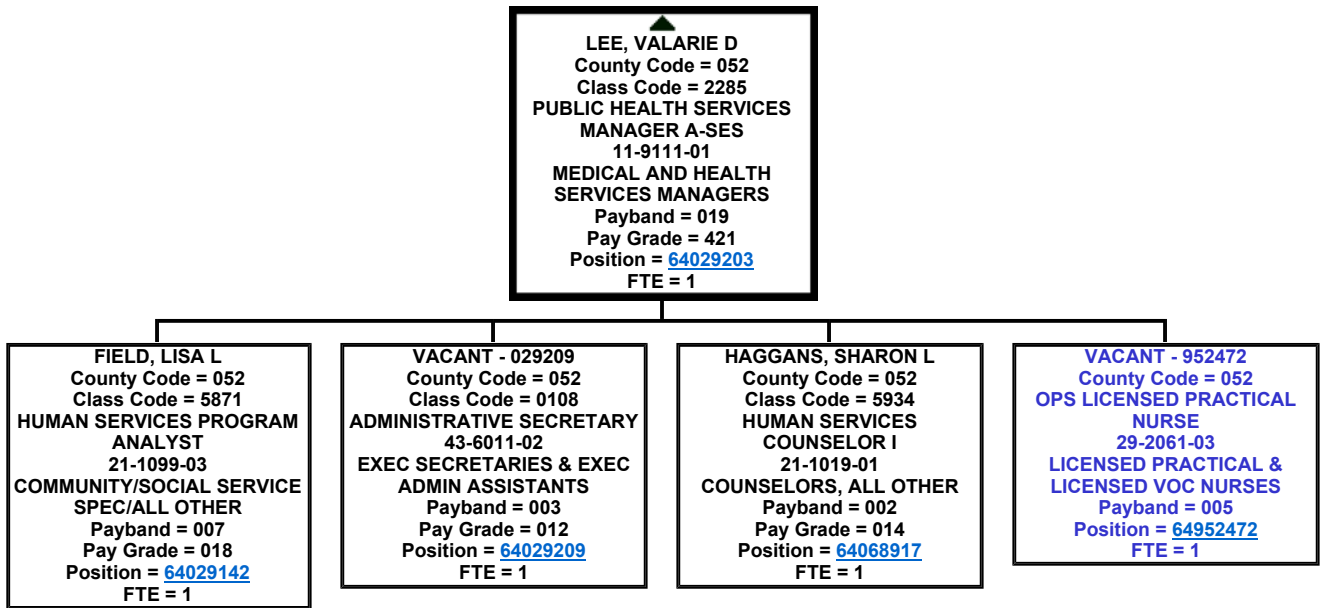 LEE, VALARIE D
County Code = 052
Class Code = 2285
PUBLIC HEALTH SERVICES
MANAGER A-SES
11-9111-01
MEDICAL AND HEALTH
SERVICES MANAGERS
Payband = 019
Pay Grade = 421
Position = 64029203
FTE = 1
FIELD, LISA L
County Code = 052
Class Code = 5871
HUMAN SERVICES PROGRAM
ANALYST
21-1099-03
COMMUNITY/SOCIAL SERVICE
SPEC/ALL OTHER
Payband = 007
Pay Grade = 018
Position = 64029142
FTE = 1
VACANT - 029209
County Code = 052
Class Code = 0108
ADMINISTRATIVE SECRETARY
43-6011-02
EXEC SECRETARIES & EXEC
ADMIN ASSISTANTS
Payband = 003
Pay Grade = 012
Position = 64029209
FTE = 1
HAGGANS, SHARON L
County Code = 052
Class Code = 5934
HUMAN SERVICES
COUNSELOR I
21-1019-01
COUNSELORS, ALL OTHER
Payband = 002
Pay Grade = 014
Position = 64068917
FTE = 1
VACANT - 952472
County Code = 052
OPS LICENSED PRACTICAL
NURSE
29-2061-03
LICENSED PRACTICAL &
LICENSED VOC NURSES
Payband = 005
Position = 64952472
FTE = 1